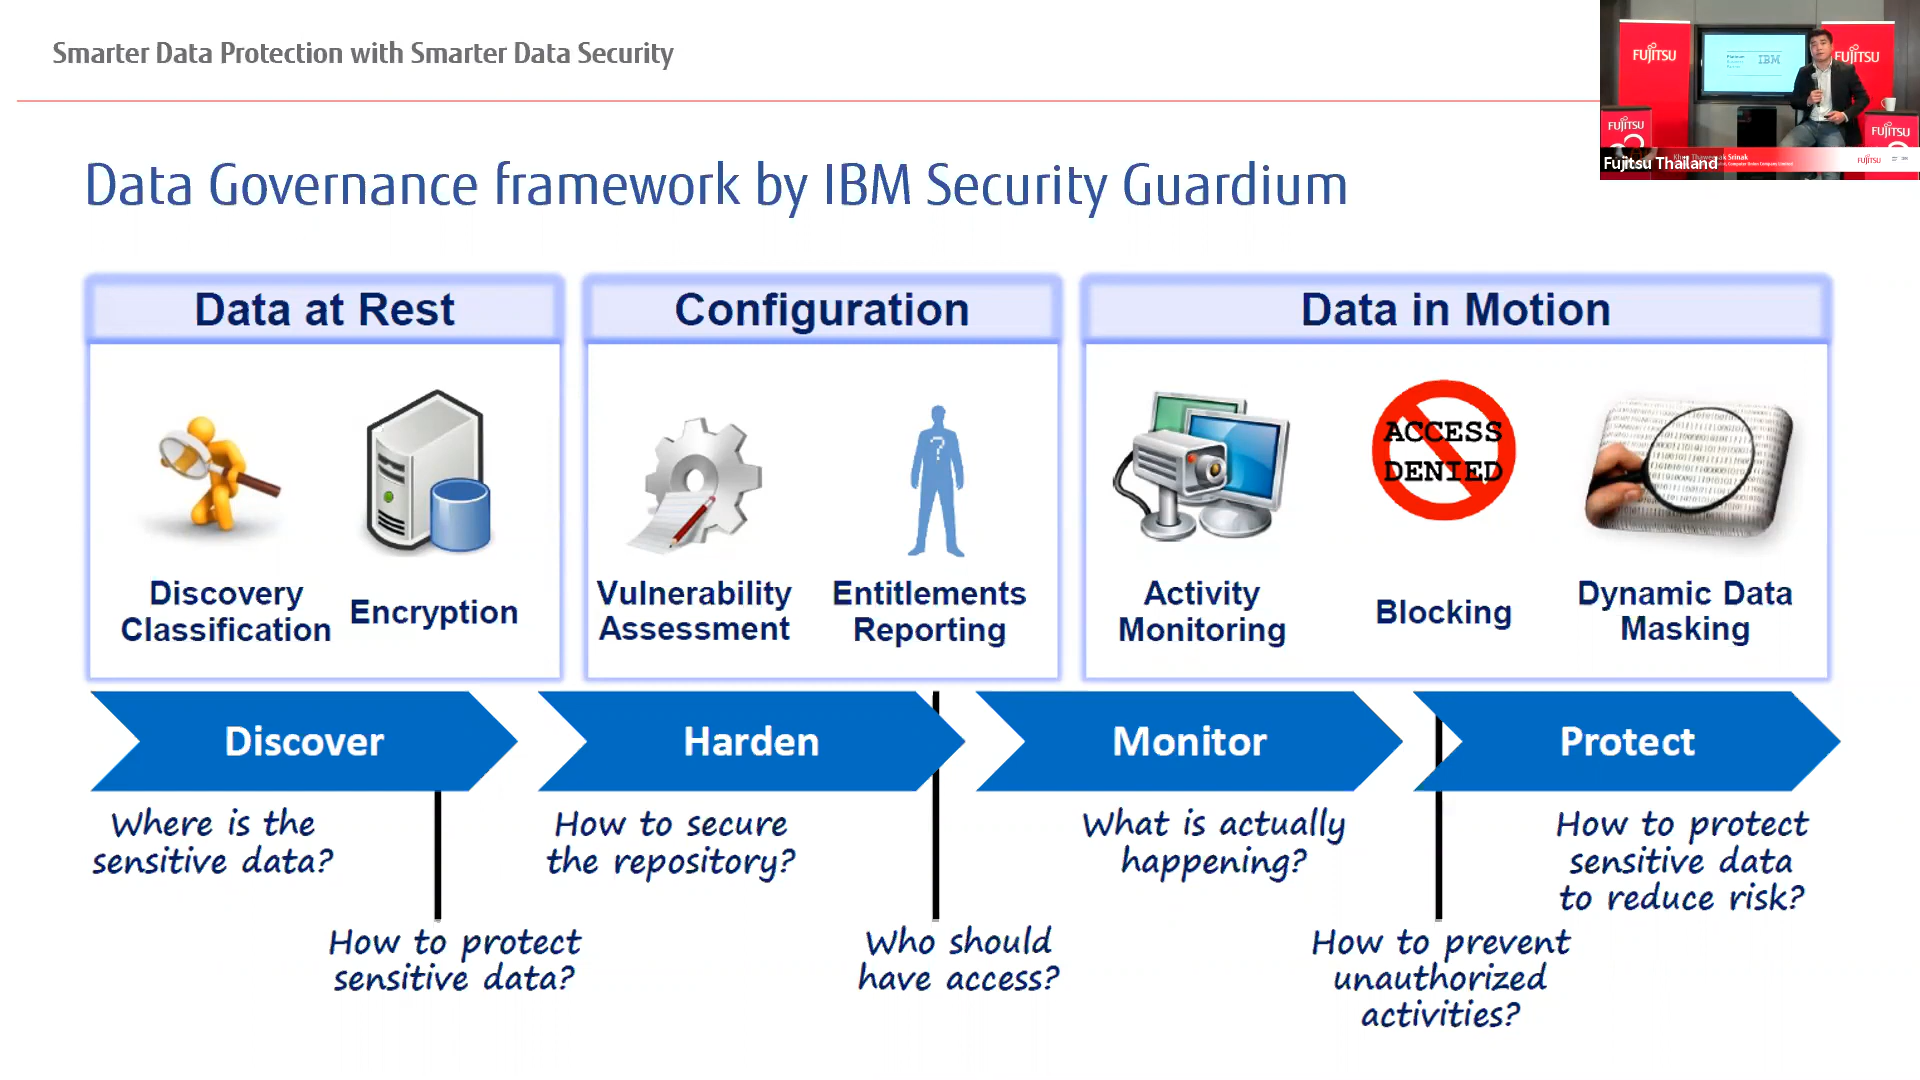 Smarter Data Protection with Smarter Data Security
FUJITSU
IBM
FUJITSU
FUJITSU
FUJITSU
Srinak
FUJITSU
Fujitsu Thailand
Data Governance framework by IBM Security Guardium
Data at Rest
Configuration
Data in Motion
?
ACCESS
DENIED
Discovery
Classification
Encryption
Vulnerability
Assessment
Entitlements
Reporting
Activity
Monitoring
Blocking
Dynamic Data
Masking
Discover
Harden
Monitor
Protect
Where is the
sensitive data?
How to protect
sensitive data?
How to secure
the repository?
Who should
have access?
What is actually
happening?
How to prevent
unauthorized
activities?
How to protect
sensitive data
to reduce risk?